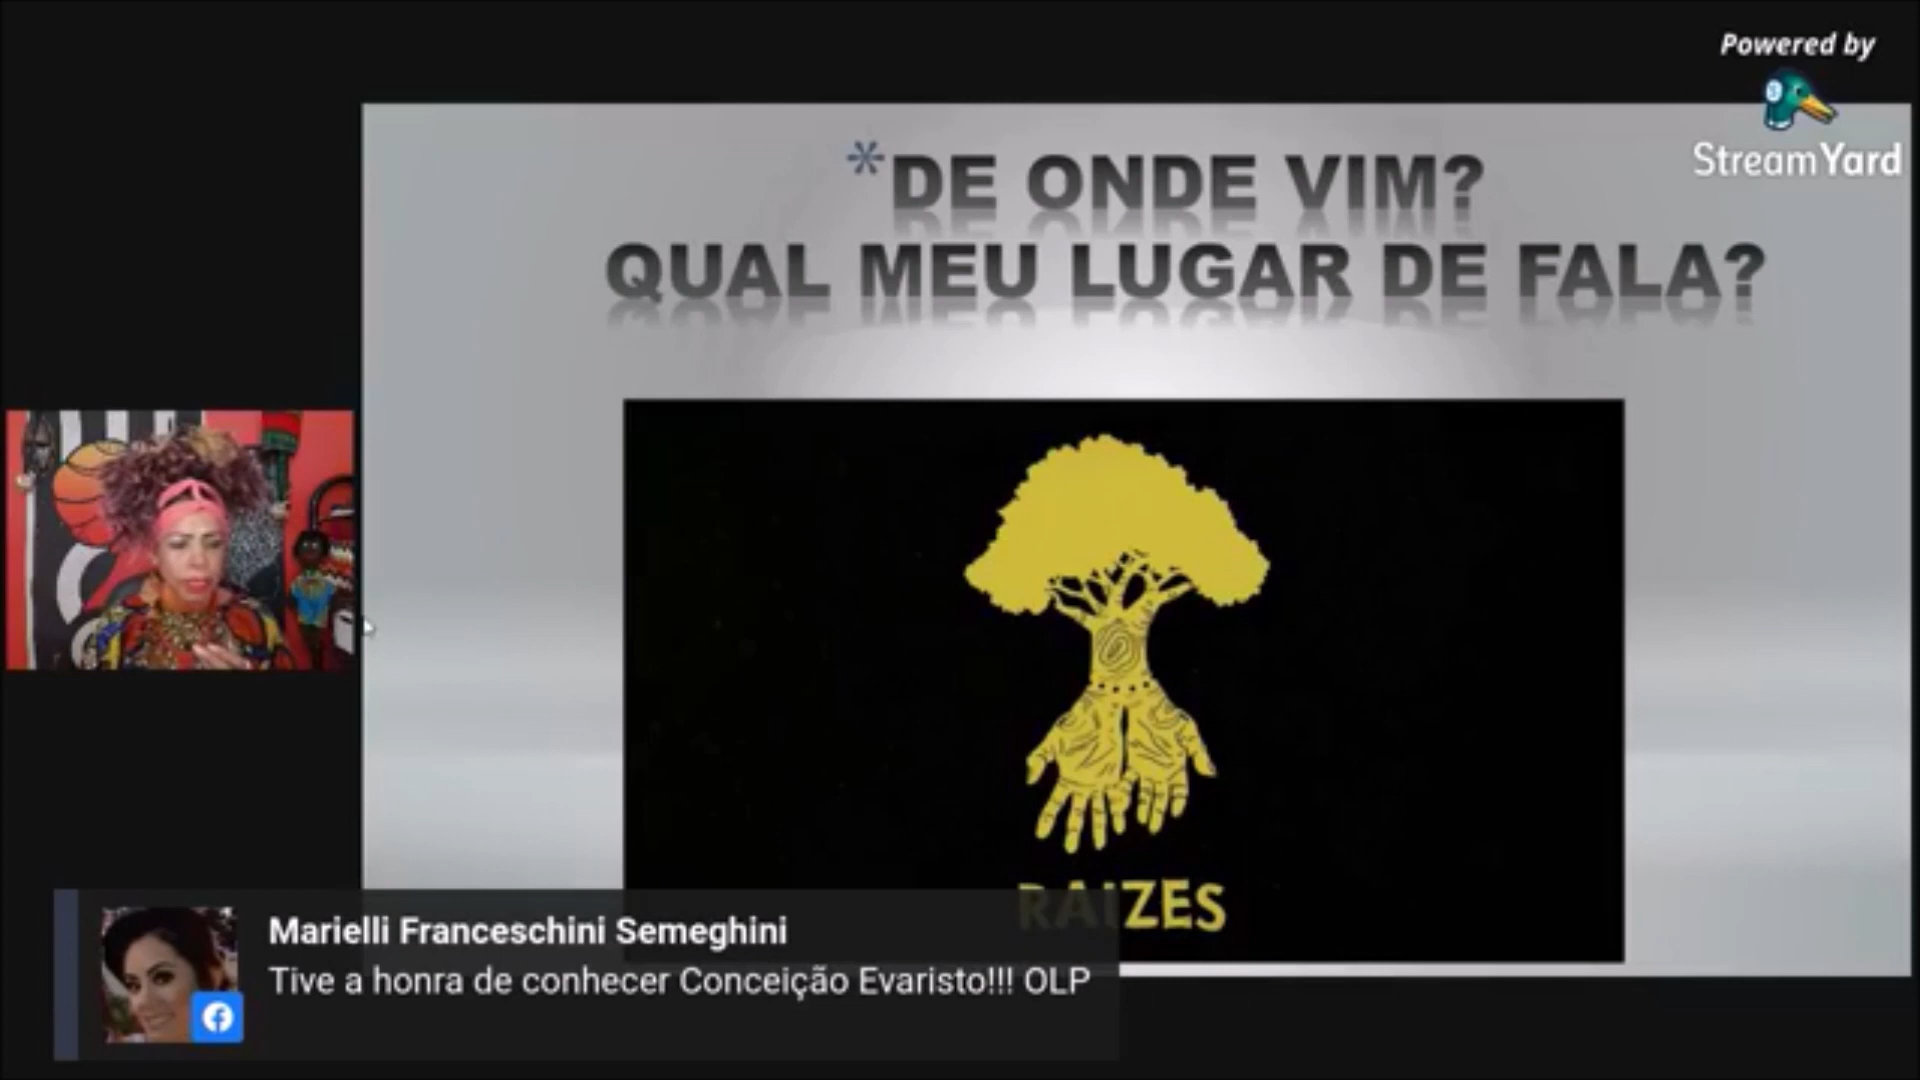 Powered by
StreamYard
*DE ONDE VIM?
QUAL MEU LUGAR DE FALA?
RAIZES
Marielli Franceschini Semeghini
Tive a honra de conhecer Conceição Evaristo!!! OLP